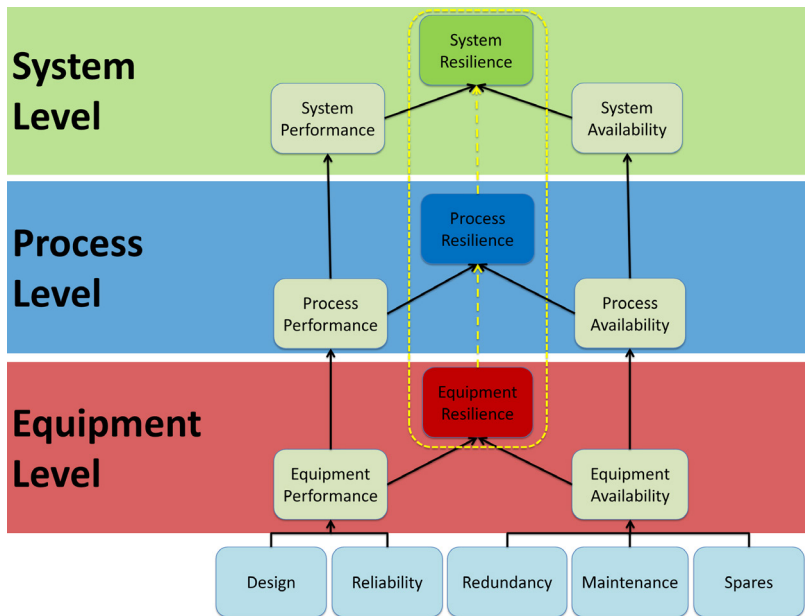 System
Level
System
Resilience
System
Performance
System
Availability
Process
Level
Process
Resilience
Process
Performance
Process
Availability
Equipment
Level
Equipment
Resilience
Equipment
Performance
Equipment
Availability
Design
Reliability
Redundancy
Maintenance
Spares